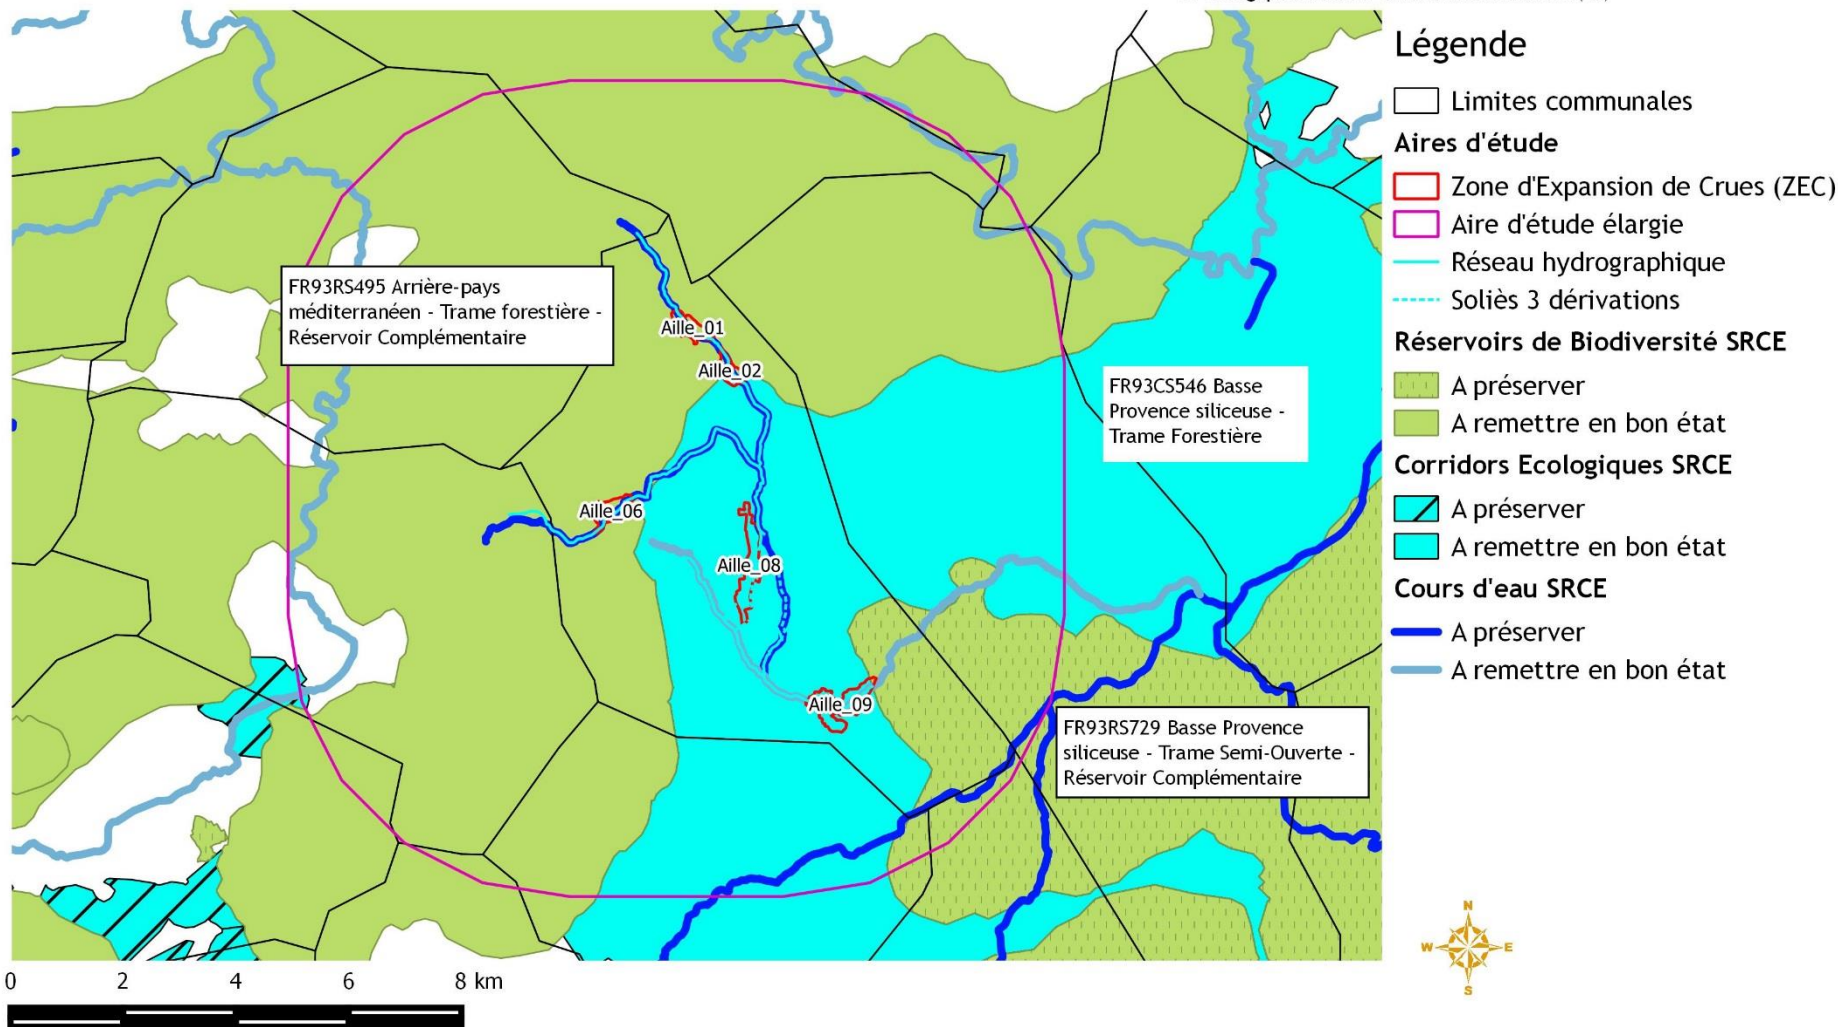 Légende
Limites communales
Aires d'étude
Zone d'Expansion de Crues (ZEC)
Aire d'étude élargie
Réseau hydrographique
Soliès 3 dérivations
Réservoirs de Biodiversité SRCE
A préserver
A remettre en bon état
Corridors Ecologiques SRCE
A préserver
A remettre en bon état
Cours d'eau SRCE
A préserver
A remettre en bon état
FR93RS495 Arrière-pays
méditerranéen - Trame forestière -
Réservoir Complémentaire
Aille_01
Aille_02
FR93CS546 Basse
Provence siliceuse -
Trame Forestière
Aille_06
Aille_08
Aille_09
FR93RS729 Basse Provence
siliceuse - Trame Semi-Ouverte -
Réservoir Complémentaire
N
W E
S
0 2 4 6 8 km